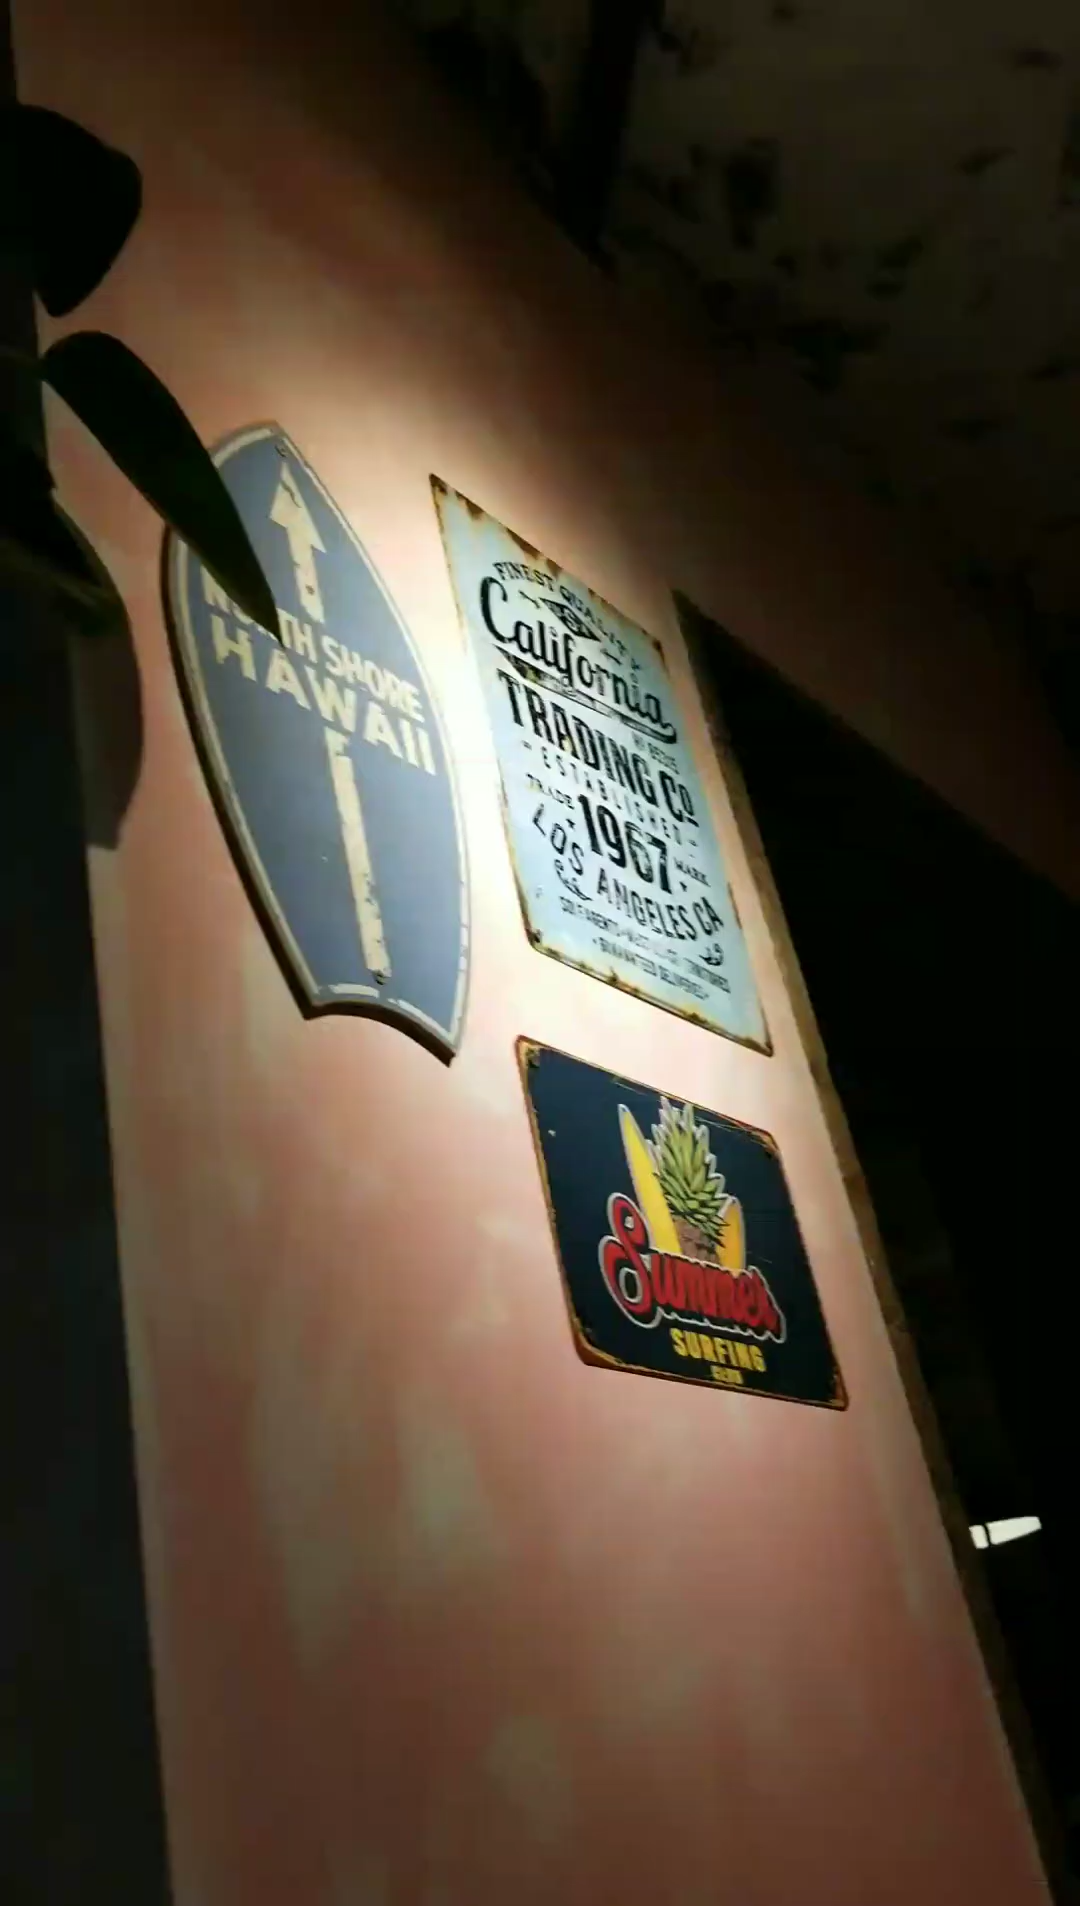 NORTH SHORE
HAWAII
FINEST QUALITY
California
TRADING Co
ESTABLISHED
TRADE 1967 MARK
LOS ANGELES CA
Summer
SURFING